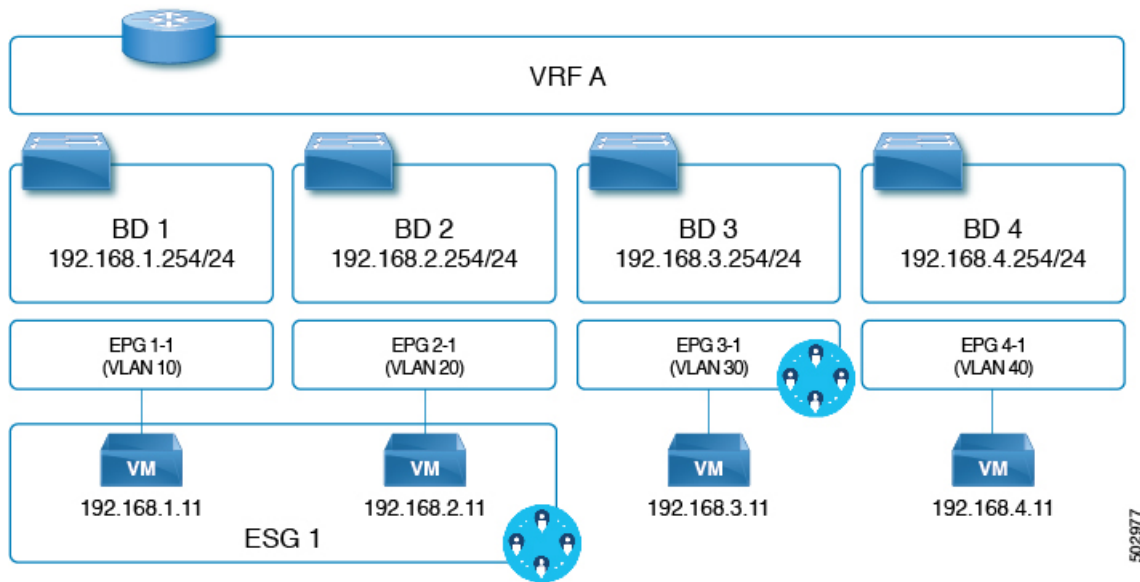 VRF A
BD 1
192.168.1.254/24
BD 2
192.168.2.254/24
BD 3
192.168.3.254/24
BD 4
192.168.4.254/24
EPG 1-1
(VLAN 10)
EPG 2-1
(VLAN 20)
EPG 3-1
(VLAN 30)
EPG 4-1
(VLAN 40)
VM
192.168.1.11
VM
192.168.2.11
VM
192.168.3.11
VM
192.168.4.11
ESG 1
502977